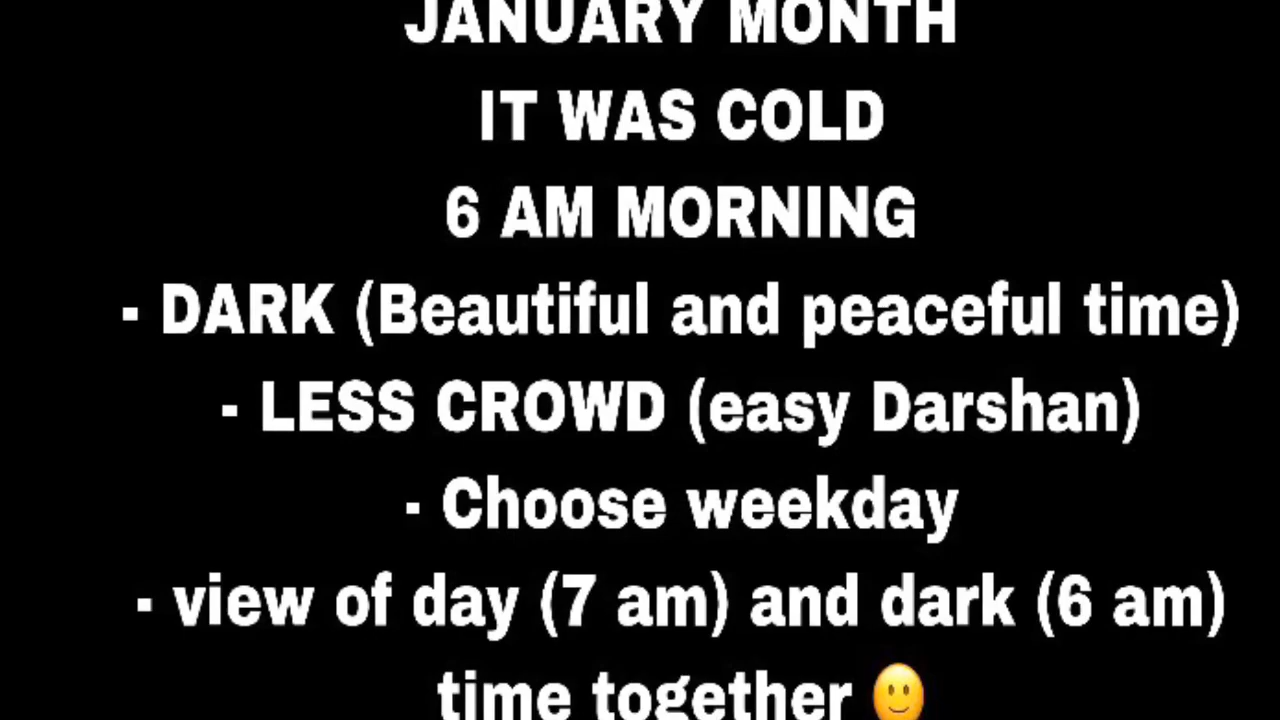 JANUARY MONTH
IT WAS COLD
6 AM MORNING
- DARK (Beautiful and peaceful time)
- LESS CROWD (easy Darshan)
- Choose weekday
- view of day (7 am) and dark (6 am)
time together 🙂